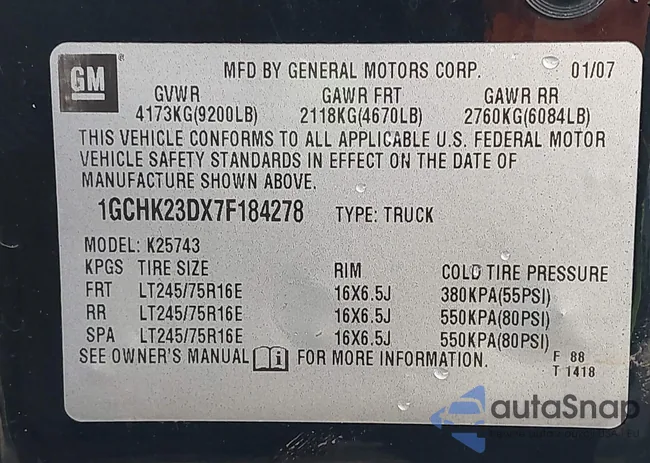 GM
MFD BY GENERAL MOTORS CORP. 01/07
GVWR GAWR FRT GAWR RR
4173KG(9200LB) 2118KG(4670LB) 2760KG(6084LB)
THIS VEHICLE CONFORMS TO ALL APPLICABLE U.S. FEDERAL MOTOR
VEHICLE SAFETY STANDARDS IN EFFECT ON THE DATE OF
MANUFACTURE SHOWN ABOVE.
1GCHK23DX7F184278 TYPE: TRUCK
MODEL: K25743
KPGS TIRE SIZE RIM COLD TIRE PRESSURE
FRT LT245/75R16E 16X6.5J 380KPA(55PSI)
RR LT245/75R16E 16X6.5J 550KPA(80PSI)
SPA LT245/75R16E 16X6.5J 550KPA(80PSI)
SEE OWNER'S MANUAL FOR MORE INFORMATION.
F 88
T 1418
autaSnap